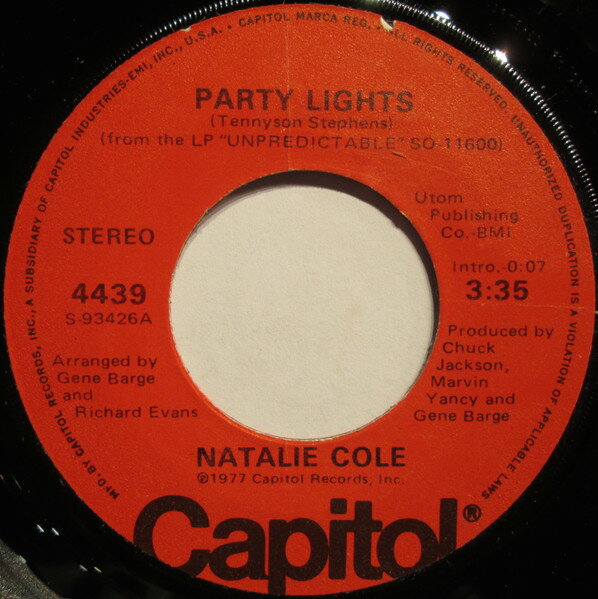 MFD. BY CAPITOL RECORDS, INC., A SUBSIDIARY OF CAPITOL INDUSTRIES-EMI, INC., U.S.A. · CAPITOL MARCA REG. · ALL RIGHTS RESERVED. UNAUTHORIZED DUPLICATION IS A VIOLATION OF APPLICABLE LAWS
PARTY LIGHTS
(Tennyson Stephens)
(from the LP "UNPREDICTABLE" SO-11600)
STEREO
4439
S-93426A
Arranged by
Gene Barge
and
Richard Evans
Utom
Publishing
Co.-BMI
Intro.-0:07
3:35
Produced by
Chuck
Jackson,
Marvin
Yancy and
Gene Barge
NATALIE COLE
℗1977 Capitol Records, Inc.
Capitol®